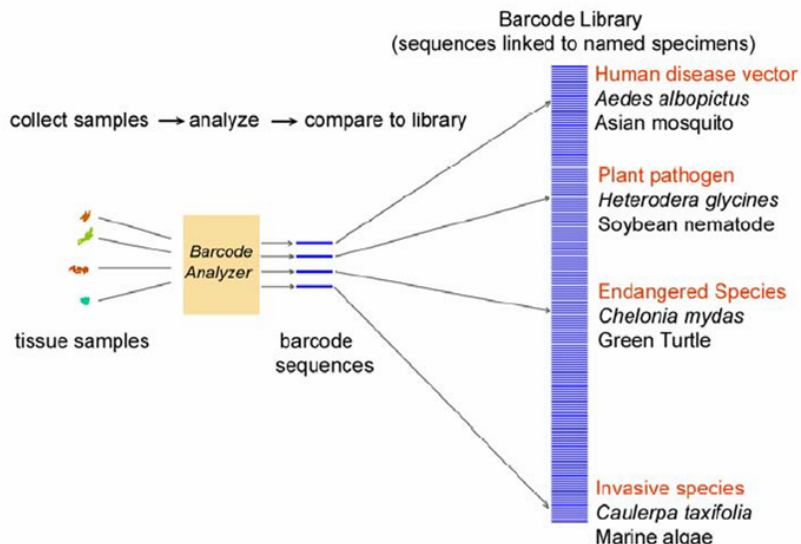 Barcode Library
(sequences linked to named specimens)
collect samples → analyze → compare to library
Human disease vector
Aedes albopictus
Asian mosquito
Plant pathogen
Heterodera glycines
Soybean nematode
Barcode
Analyzer
Endangered Species
Chelonia mydas
Green Turtle
tissue samples
barcode
sequences
Invasive species
Caulerpa taxifolia
Marine algae